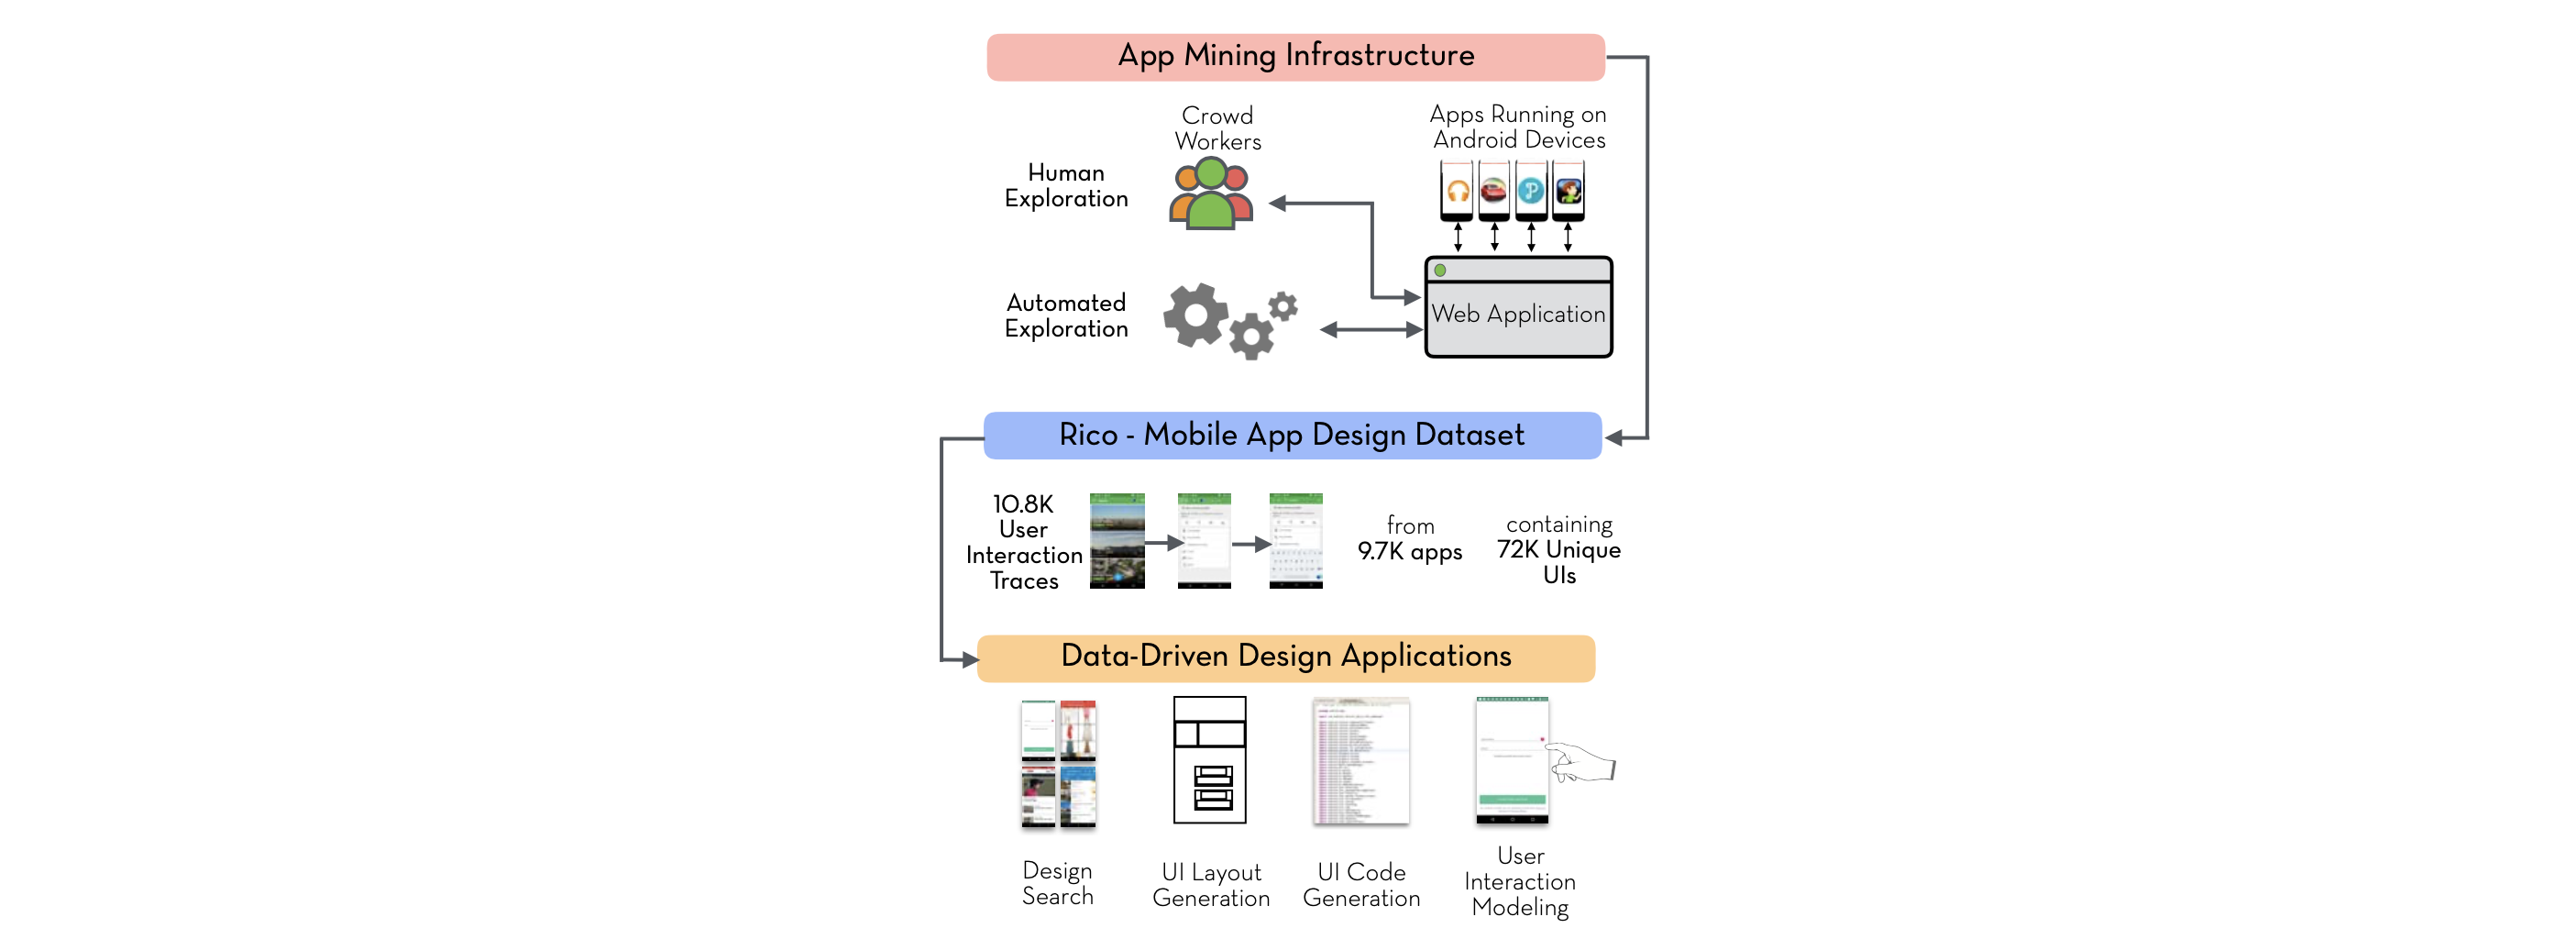 App Mining Infrastructure
Crowd
Workers
Apps Running on
Android Devices
Human
Exploration
Automated
Exploration
Web Application
Rico - Mobile App Design Dataset
10.8K
User
Interaction
Traces
from
9.7K apps
containing
72K Unique
UIs
Data-Driven Design Applications
Design
Search
UI Layout
Generation
UI Code
Generation
User
Interaction
Modeling